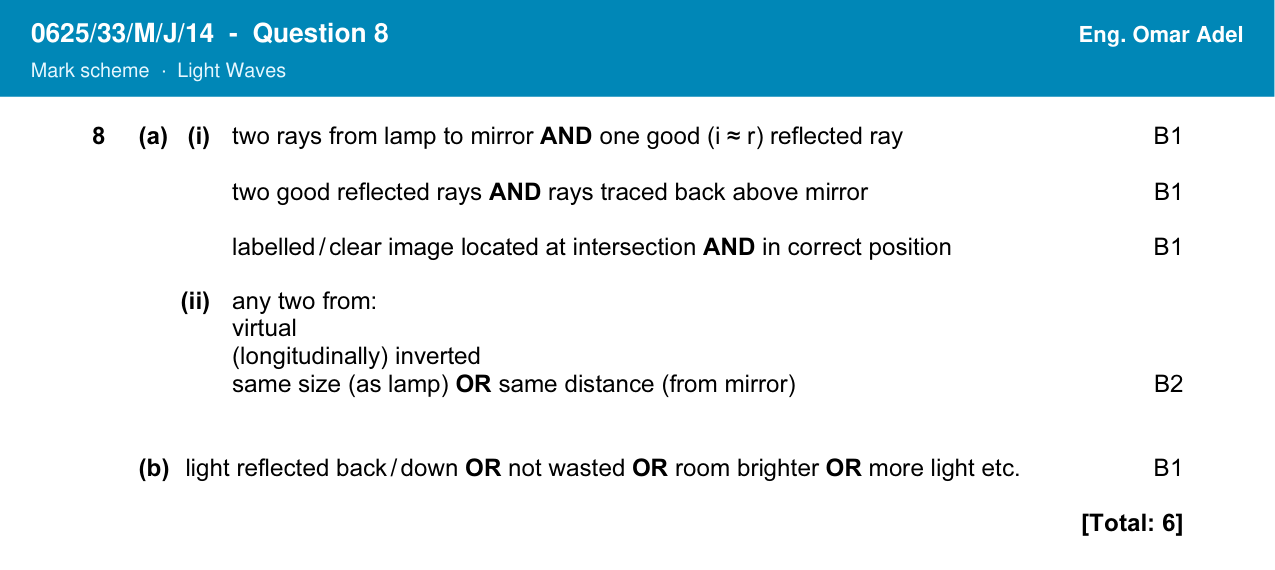 0625/33/M/J/14 - Question 8
Eng. Omar Adel
Mark scheme · Light Waves
8 (a) (i) two rays from lamp to mirror AND one good (i ≈ r) reflected ray B1
two good reflected rays AND rays traced back above mirror B1
labelled/clear image located at intersection AND in correct position B1
(ii) any two from:
virtual
(longitudinally) inverted
same size (as lamp) OR same distance (from mirror) B2
(b) light reflected back/down OR not wasted OR room brighter OR more light etc. B1
[Total: 6]